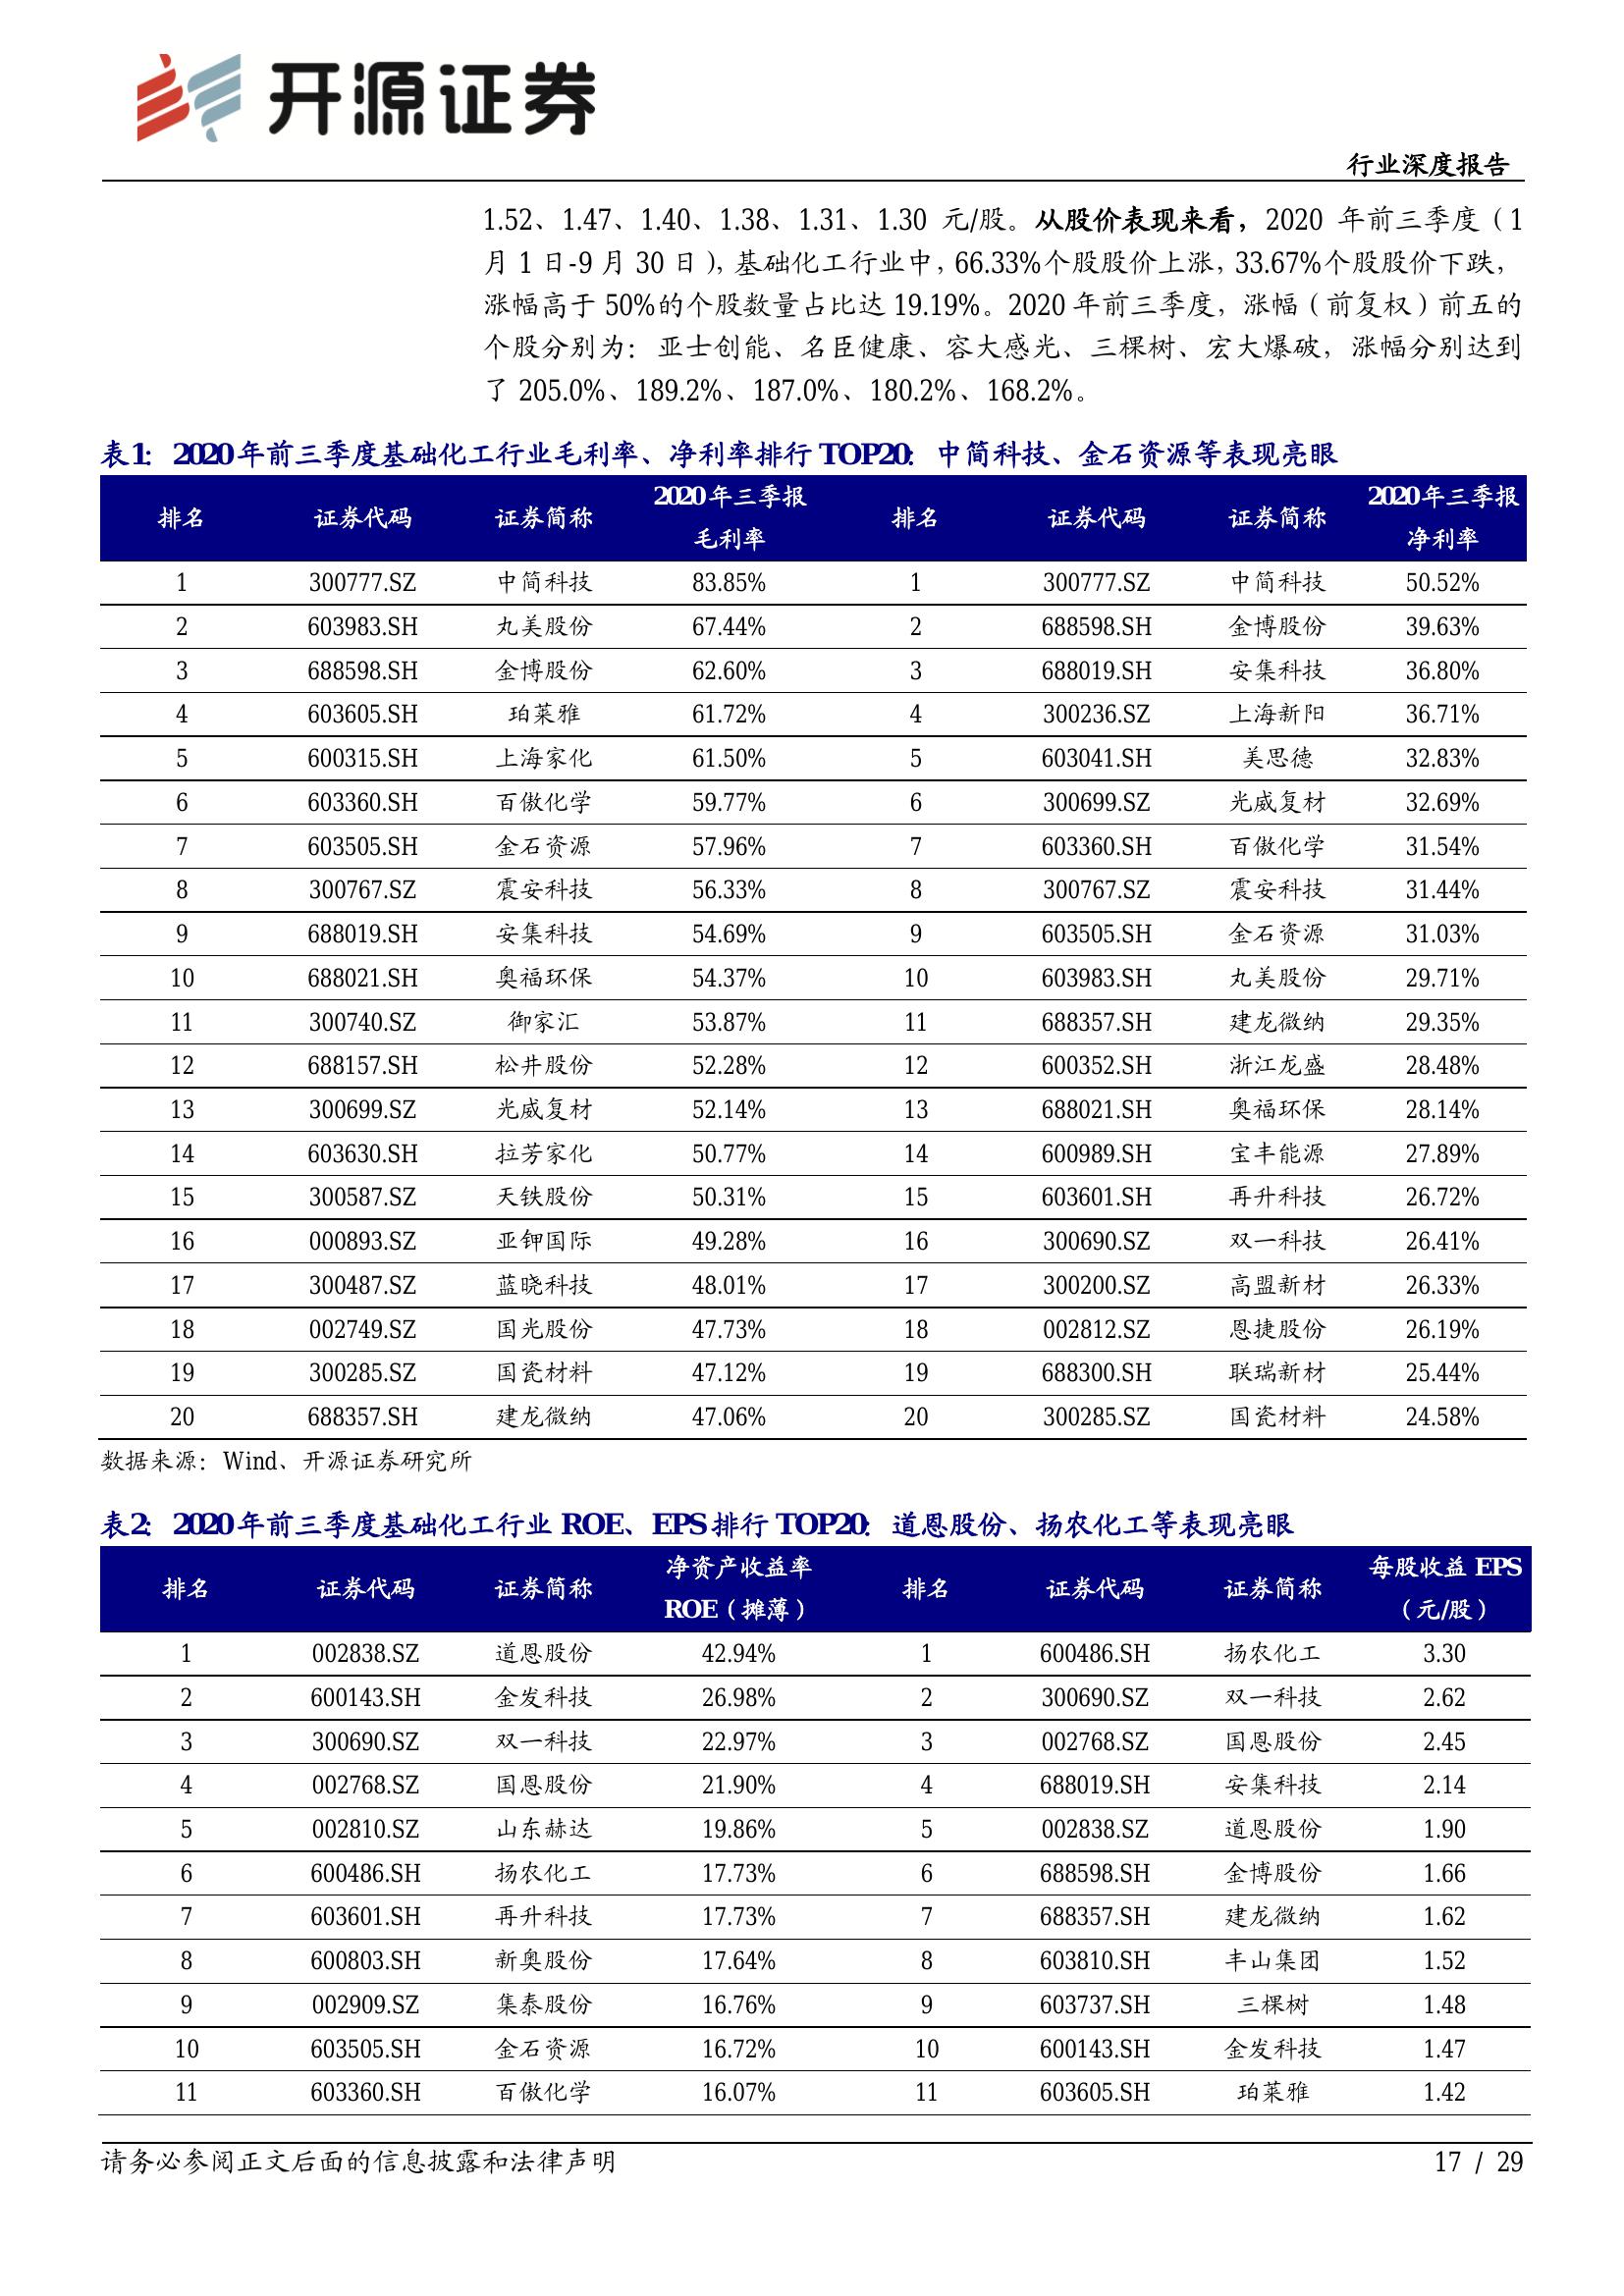 开源证券
行业深度报告
1.52、1.47、1.40、1.38、1.31、1.30 元/股。从股价表现来看，2020 年前三季度（1
月 1 日-9 月 30 日），基础化工行业中，66.33%个股股价上涨，33.67%个股股价下跌，
涨幅高于 50%的个股数量占比达 19.19%。2020 年前三季度，涨幅（前复权）前五的
个股分别为：亚士创能、名臣健康、容大感光、三棵树、宏大爆破，涨幅分别达到
了 205.0%、189.2%、187.0%、180.2%、168.2%。
表1：2020 年前三季度基础化工行业毛利率、净利率排行 TOP20：中简科技、金石资源等表现亮眼
排名 证券代码 证券简称 2020 年三季报毛利率 排名 证券代码 证券简称 2020 年三季报净利率
1 300777.SZ 中简科技 83.85% 1 300777.SZ 中简科技 50.52%
2 603983.SH 丸美股份 67.44% 2 688598.SH 金博股份 39.63%
3 688598.SH 金博股份 62.60% 3 688019.SH 安集科技 36.80%
4 603605.SH 珀莱雅 61.72% 4 300236.SZ 上海新阳 36.71%
5 600315.SH 上海家化 61.50% 5 603041.SH 美思德 32.83%
6 603360.SH 百傲化学 59.77% 6 300699.SZ 光威复材 32.69%
7 603505.SH 金石资源 57.96% 7 603360.SH 百傲化学 31.54%
8 300767.SZ 震安科技 56.33% 8 300767.SZ 震安科技 31.44%
9 688019.SH 安集科技 54.69% 9 603505.SH 金石资源 31.03%
10 688021.SH 奥福环保 54.37% 10 603983.SH 丸美股份 29.71%
11 300740.SZ 御家汇 53.87% 11 688357.SH 建龙微纳 29.35%
12 688157.SH 松井股份 52.28% 12 600352.SH 浙江龙盛 28.48%
13 300699.SZ 光威复材 52.14% 13 688021.SH 奥福环保 28.14%
14 603630.SH 拉芳家化 50.77% 14 600989.SH 宝丰能源 27.89%
15 300587.SZ 天铁股份 50.31% 15 603601.SH 再升科技 26.72%
16 000893.SZ 亚钾国际 49.28% 16 300690.SZ 双一科技 26.41%
17 300487.SZ 蓝晓科技 48.01% 17 300200.SZ 高盟新材 26.33%
18 002749.SZ 国光股份 47.73% 18 002812.SZ 恩捷股份 26.19%
19 300285.SZ 国瓷材料 47.12% 19 688300.SH 联瑞新材 25.44%
20 688357.SH 建龙微纳 47.06% 20 300285.SZ 国瓷材料 24.58%
数据来源：Wind、开源证券研究所
表2：2020 年前三季度基础化工行业 ROE、EPS 排行 TOP20：道恩股份、扬农化工等表现亮眼
排名 证券代码 证券简称 净资产收益率 ROE（摊薄） 排名 证券代码 证券简称 每股收益 EPS（元/股）
1 002838.SZ 道恩股份 42.94% 1 600486.SH 扬农化工 3.30
2 600143.SH 金发科技 26.98% 2 300690.SZ 双一科技 2.62
3 300690.SZ 双一科技 22.97% 3 002768.SZ 国恩股份 2.45
4 002768.SZ 国恩股份 21.90% 4 688019.SH 安集科技 2.14
5 002810.SZ 山东赫达 19.86% 5 002838.SZ 道恩股份 1.90
6 600486.SH 扬农化工 17.73% 6 688598.SH 金博股份 1.66
7 603601.SH 再升科技 17.73% 7 688357.SH 建龙微纳 1.62
8 600803.SH 新奥股份 17.64% 8 603810.SH 丰山集团 1.52
9 002909.SZ 集泰股份 16.76% 9 603737.SH 三棵树 1.48
10 603505.SH 金石资源 16.72% 10 600143.SH 金发科技 1.47
11 603360.SH 百傲化学 16.07% 11 603605.SH 珀莱雅 1.42
请务必参阅正文后面的信息披露和法律声明 17 / 29